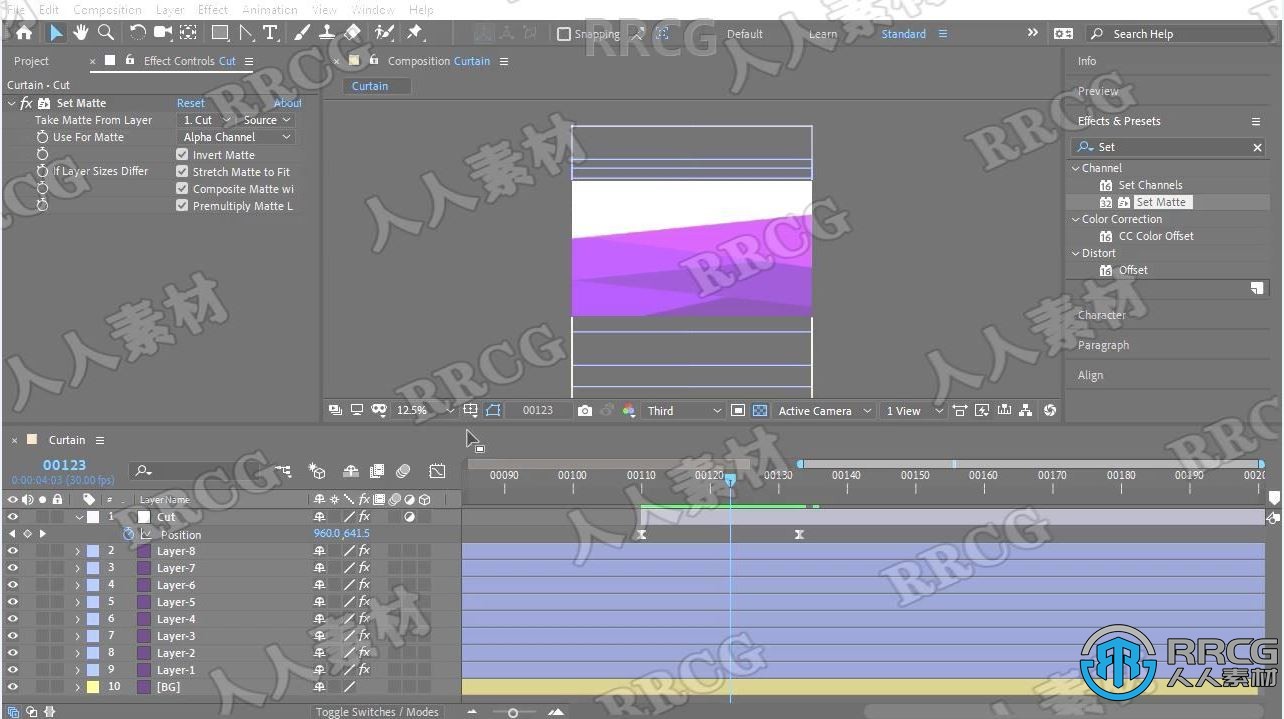 File Edit Composition Layer Effect Animation View Window Help
Snapping
RRCG
Default
Learn
Standard
Search Help
Project
Effect Controls Cut
Composition Curtain
Info
Curtain • Cut
Curtain
Preview
fx Set Matte Reset About
Take Matte From Layer 1. Cut Source
Use For Matte Alpha Channel
Invert Matte
If Layer Sizes Differ Stretch Matte to Fit
Composite Matte wi
Premultiply Matte L
Effects & Presets
Set
Channel
Set Channels
Set Matte
Color Correction
CC Color Offset
Distort
Offset
Character
Paragraph
Align
12.5% 00123 Third Active Camera 1 View
Curtain
00123
0:00:04:03 (30.00 fps)
00090 00100 00110 00120 00130 00140 00150 00160 00170 00180 00190 0020
# Layer Name
1 Cut
Position 960.0, 641.5
2 Layer-8
3 Layer-7
4 Layer-6
5 Layer-5
6 Layer-4
7 Layer-3
8 Layer-2
9 Layer-1
10 [BG]
Toggle Switches / Modes
RRCG
人人素材